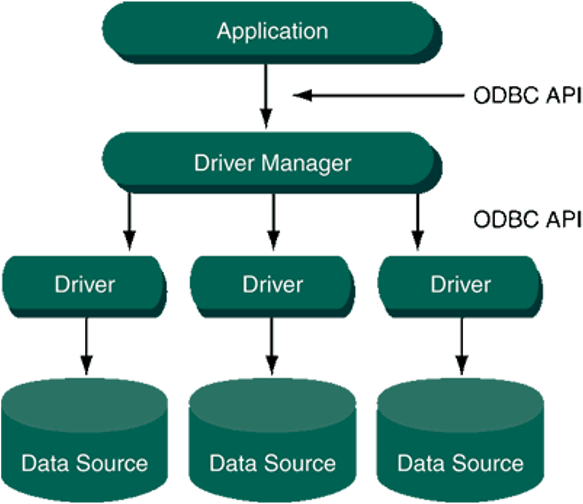 Application
ODBC API
Driver Manager
ODBC API
Driver Driver Driver
Data Source Data Source Data Source